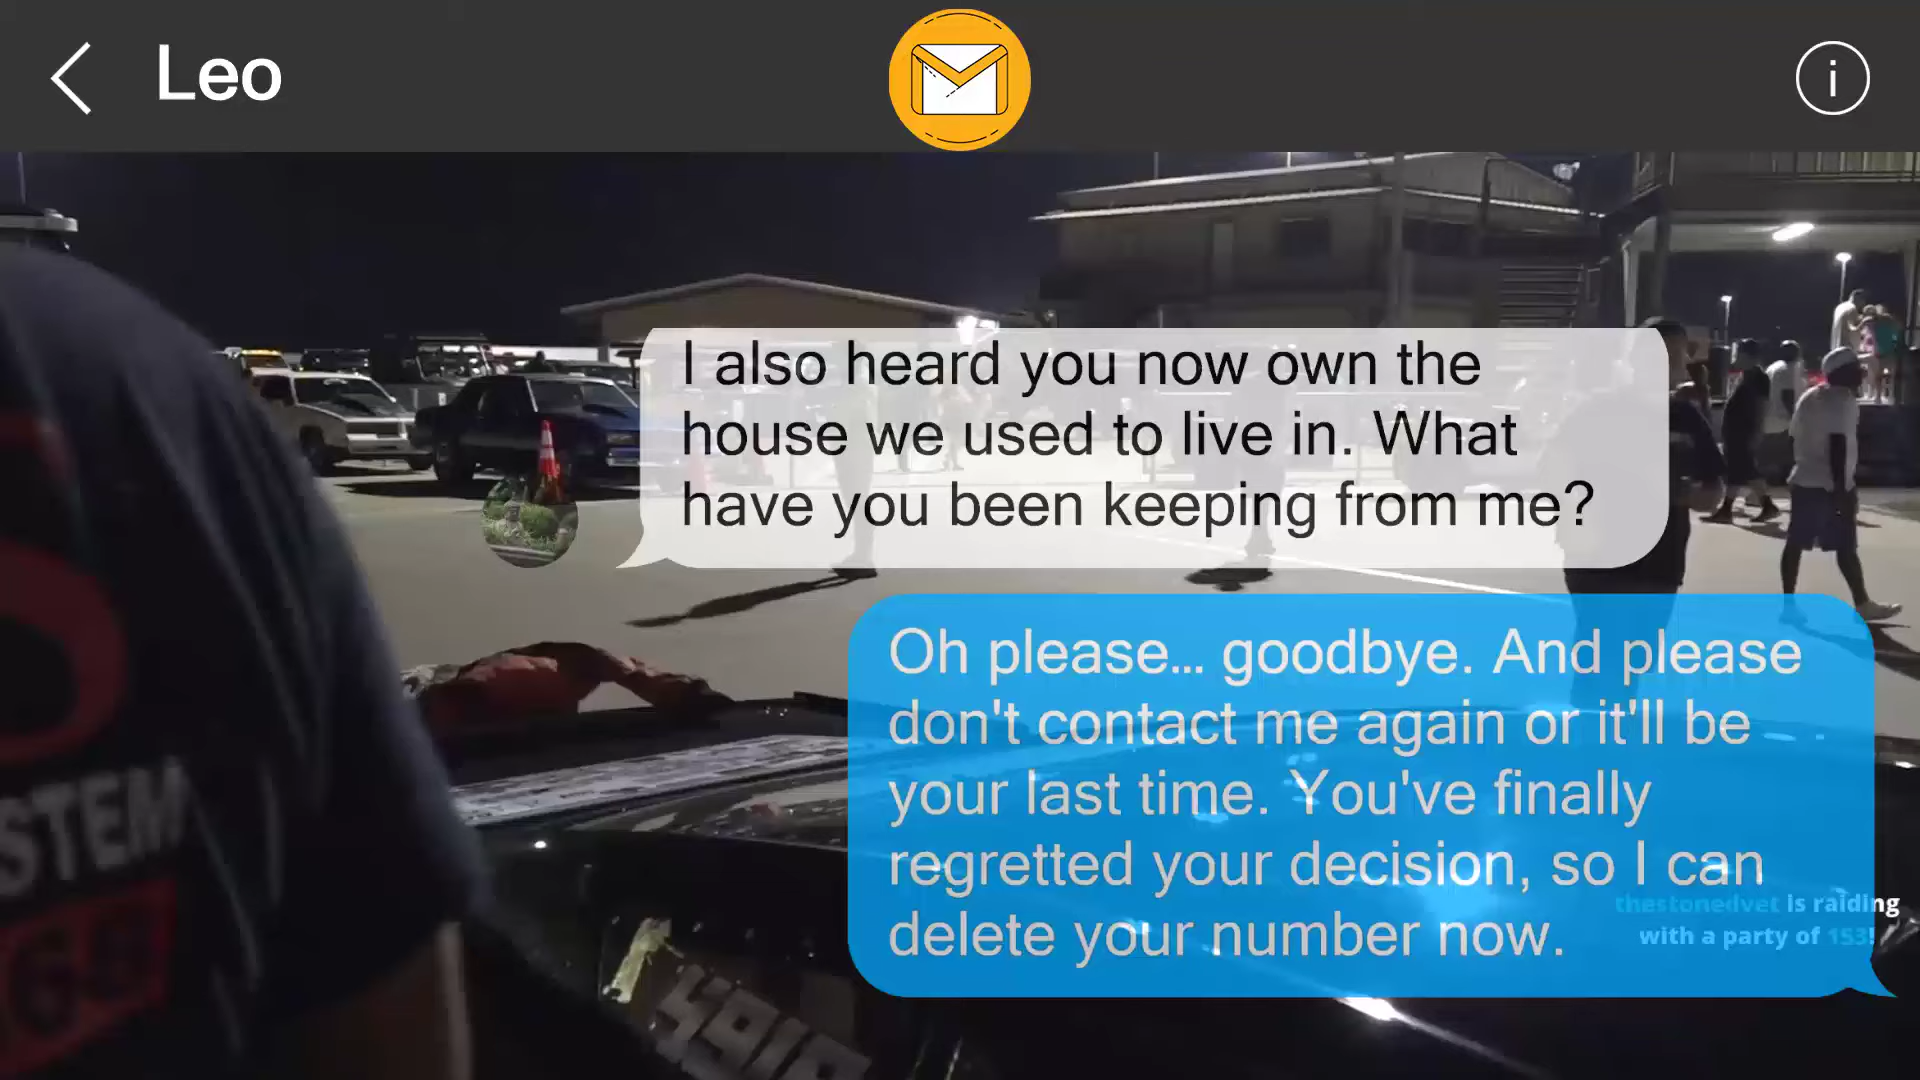 Leo
i
I also heard you now own the
house we used to live in. What
have you been keeping from me?
Oh please... goodbye. And please
don't contact me again or it'll be
your last time. You've finally
regretted your decision, so I can
delete your number now.
thestonedvet is raiding
with a party of 153!
STEM